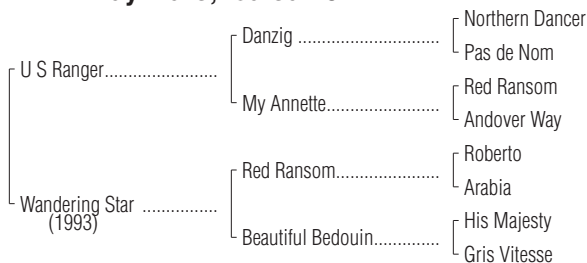 Northern Dancer
Danzig ................................
Pas de Nom
U S Ranger..........................
Red Ransom
My Annette..........................
Andover Way
Roberto
Red Ransom........................
Arabia
Wandering Star .................
(1993)
His Majesty
Beautiful Bedouin...............
Gris Vitesse